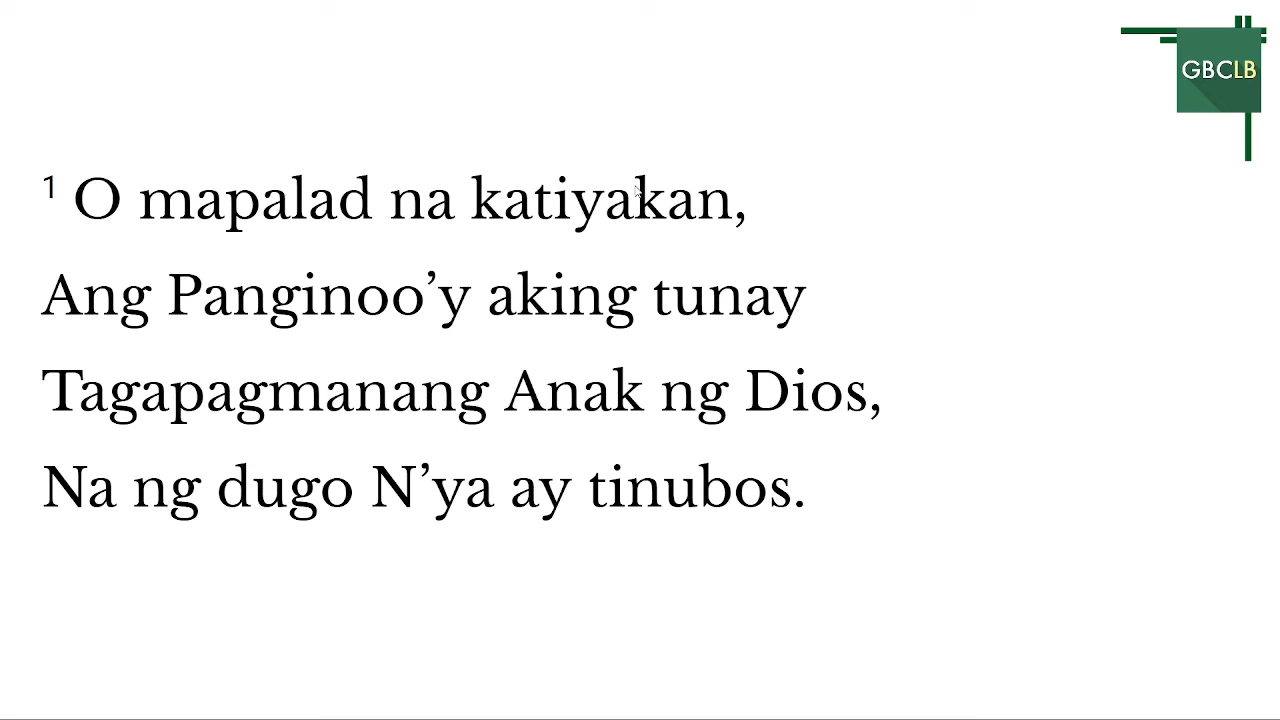 GBCLB
1 O mapalad na katiyakan,
Ang Panginoo’y aking tunay
Tagapagmanang Anak ng Dios,
Na ng dugo N’ya ay tinubos.